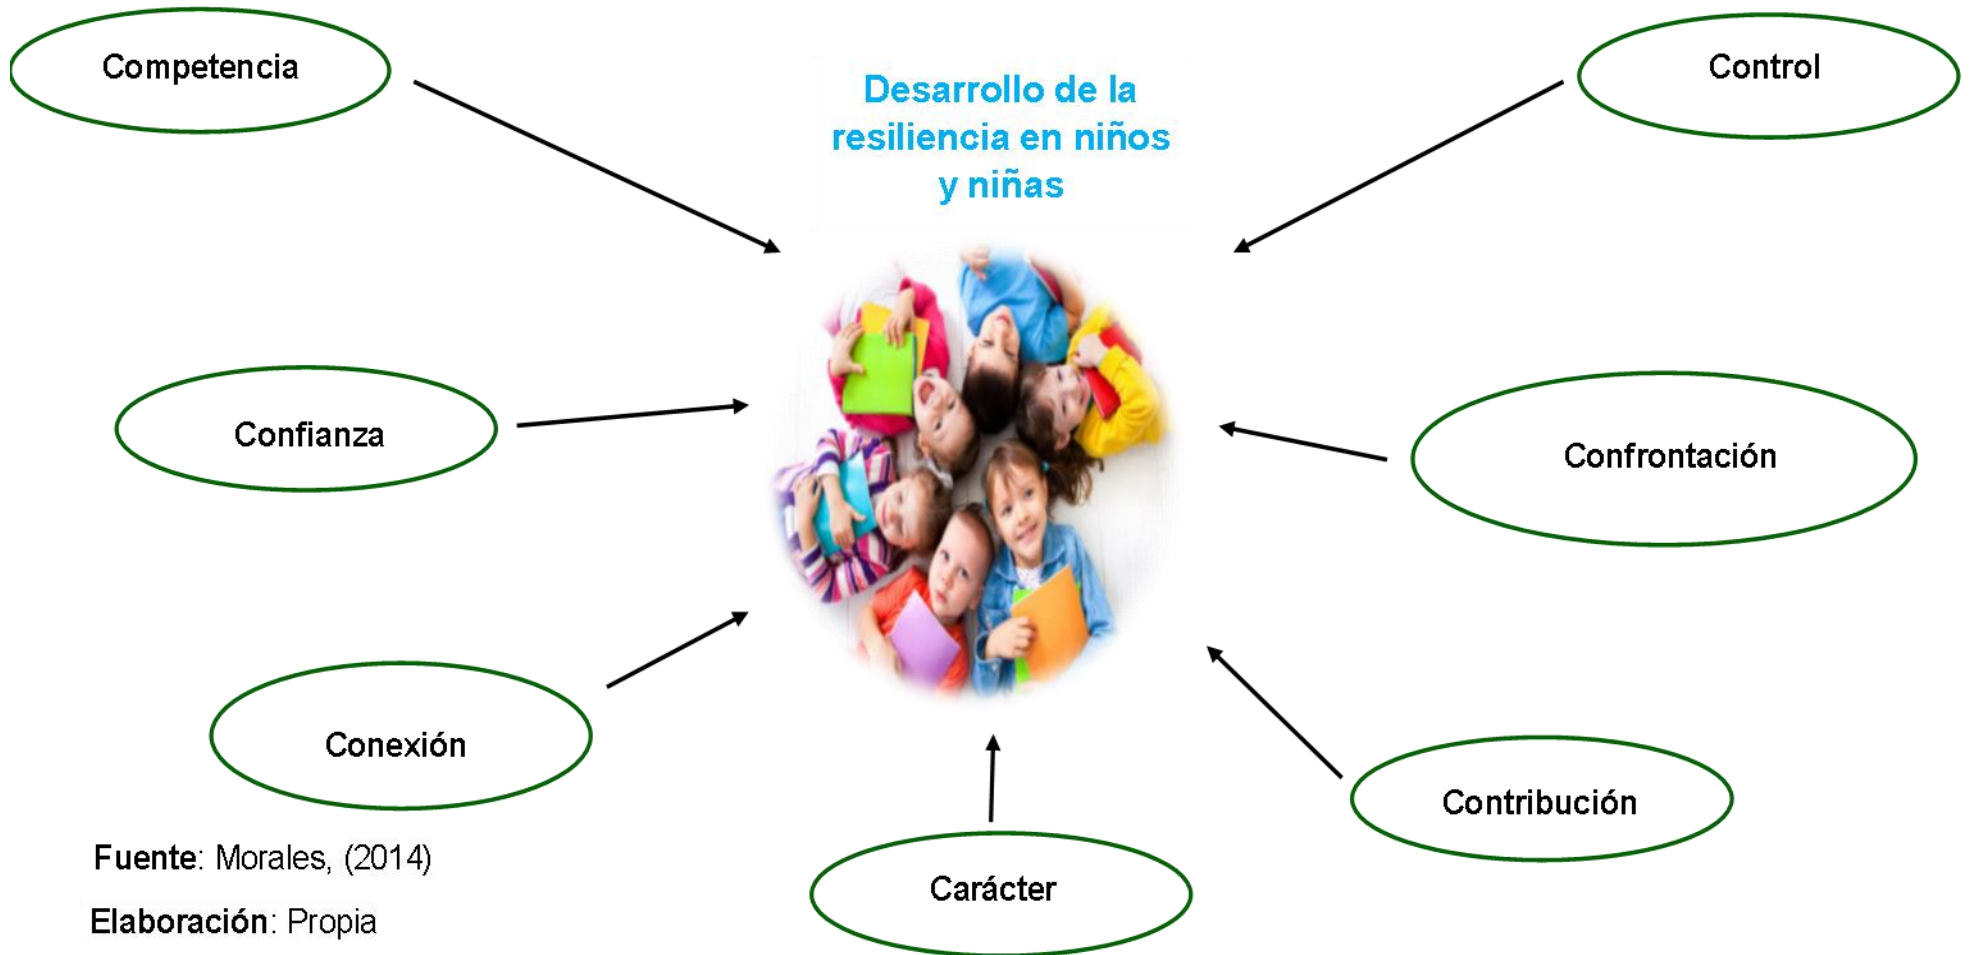 Competencia
Control
Desarrollo de la
resiliencia en niños
y niñas
Confianza
Confrontación
Conexión
Contribución
Carácter
Fuente: Morales, (2014)
Elaboración: Propia